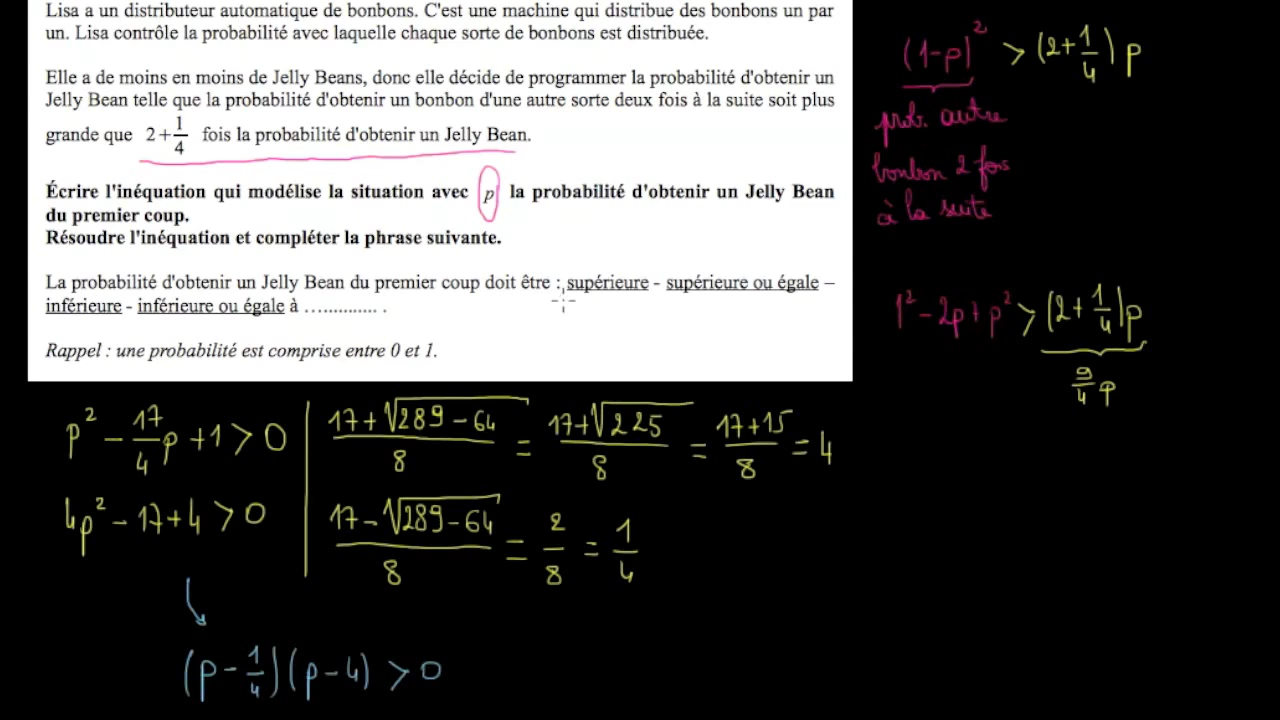 Lisa a un distributeur automatique de bonbons. C'est une machine qui distribue des bonbons un par
un. Lisa contrôle la probabilité avec laquelle chaque sorte de bonbons est distribuée.
Elle a de moins en moins de Jelly Beans, donc elle décide de programmer la probabilité d'obtenir un
Jelly Bean telle que la probabilité d'obtenir un bonbon d'une autre sorte deux fois à la suite soit plus
grande que 2+1/4 fois la probabilité d'obtenir un Jelly Bean.
Écrire l'inéquation qui modélise la situation avec p la probabilité d'obtenir un Jelly Bean
du premier coup.
Résoudre l'inéquation et compléter la phrase suivante.
La probabilité d'obtenir un Jelly Bean du premier coup doit être : supérieure - supérieure ou égale –
inférieure - inférieure ou égale à ….......... .
Rappel : une probabilité est comprise entre 0 et 1.
(1-p)² > (2+1/4) p
prob. autre
bonbon 2 fois
à la suite
1² - 2p + p² > (2+1/4)p
9/4 p
p² - 17/4 p + 1 > 0
4p² - 17 + 4 > 0
(17+√289-64)/8 = (17+√225)/8 = (17+15)/8 = 4
(17-√289-64)/8 = 2/8 = 1/4
(p - 1/4)(p - 4) > 0